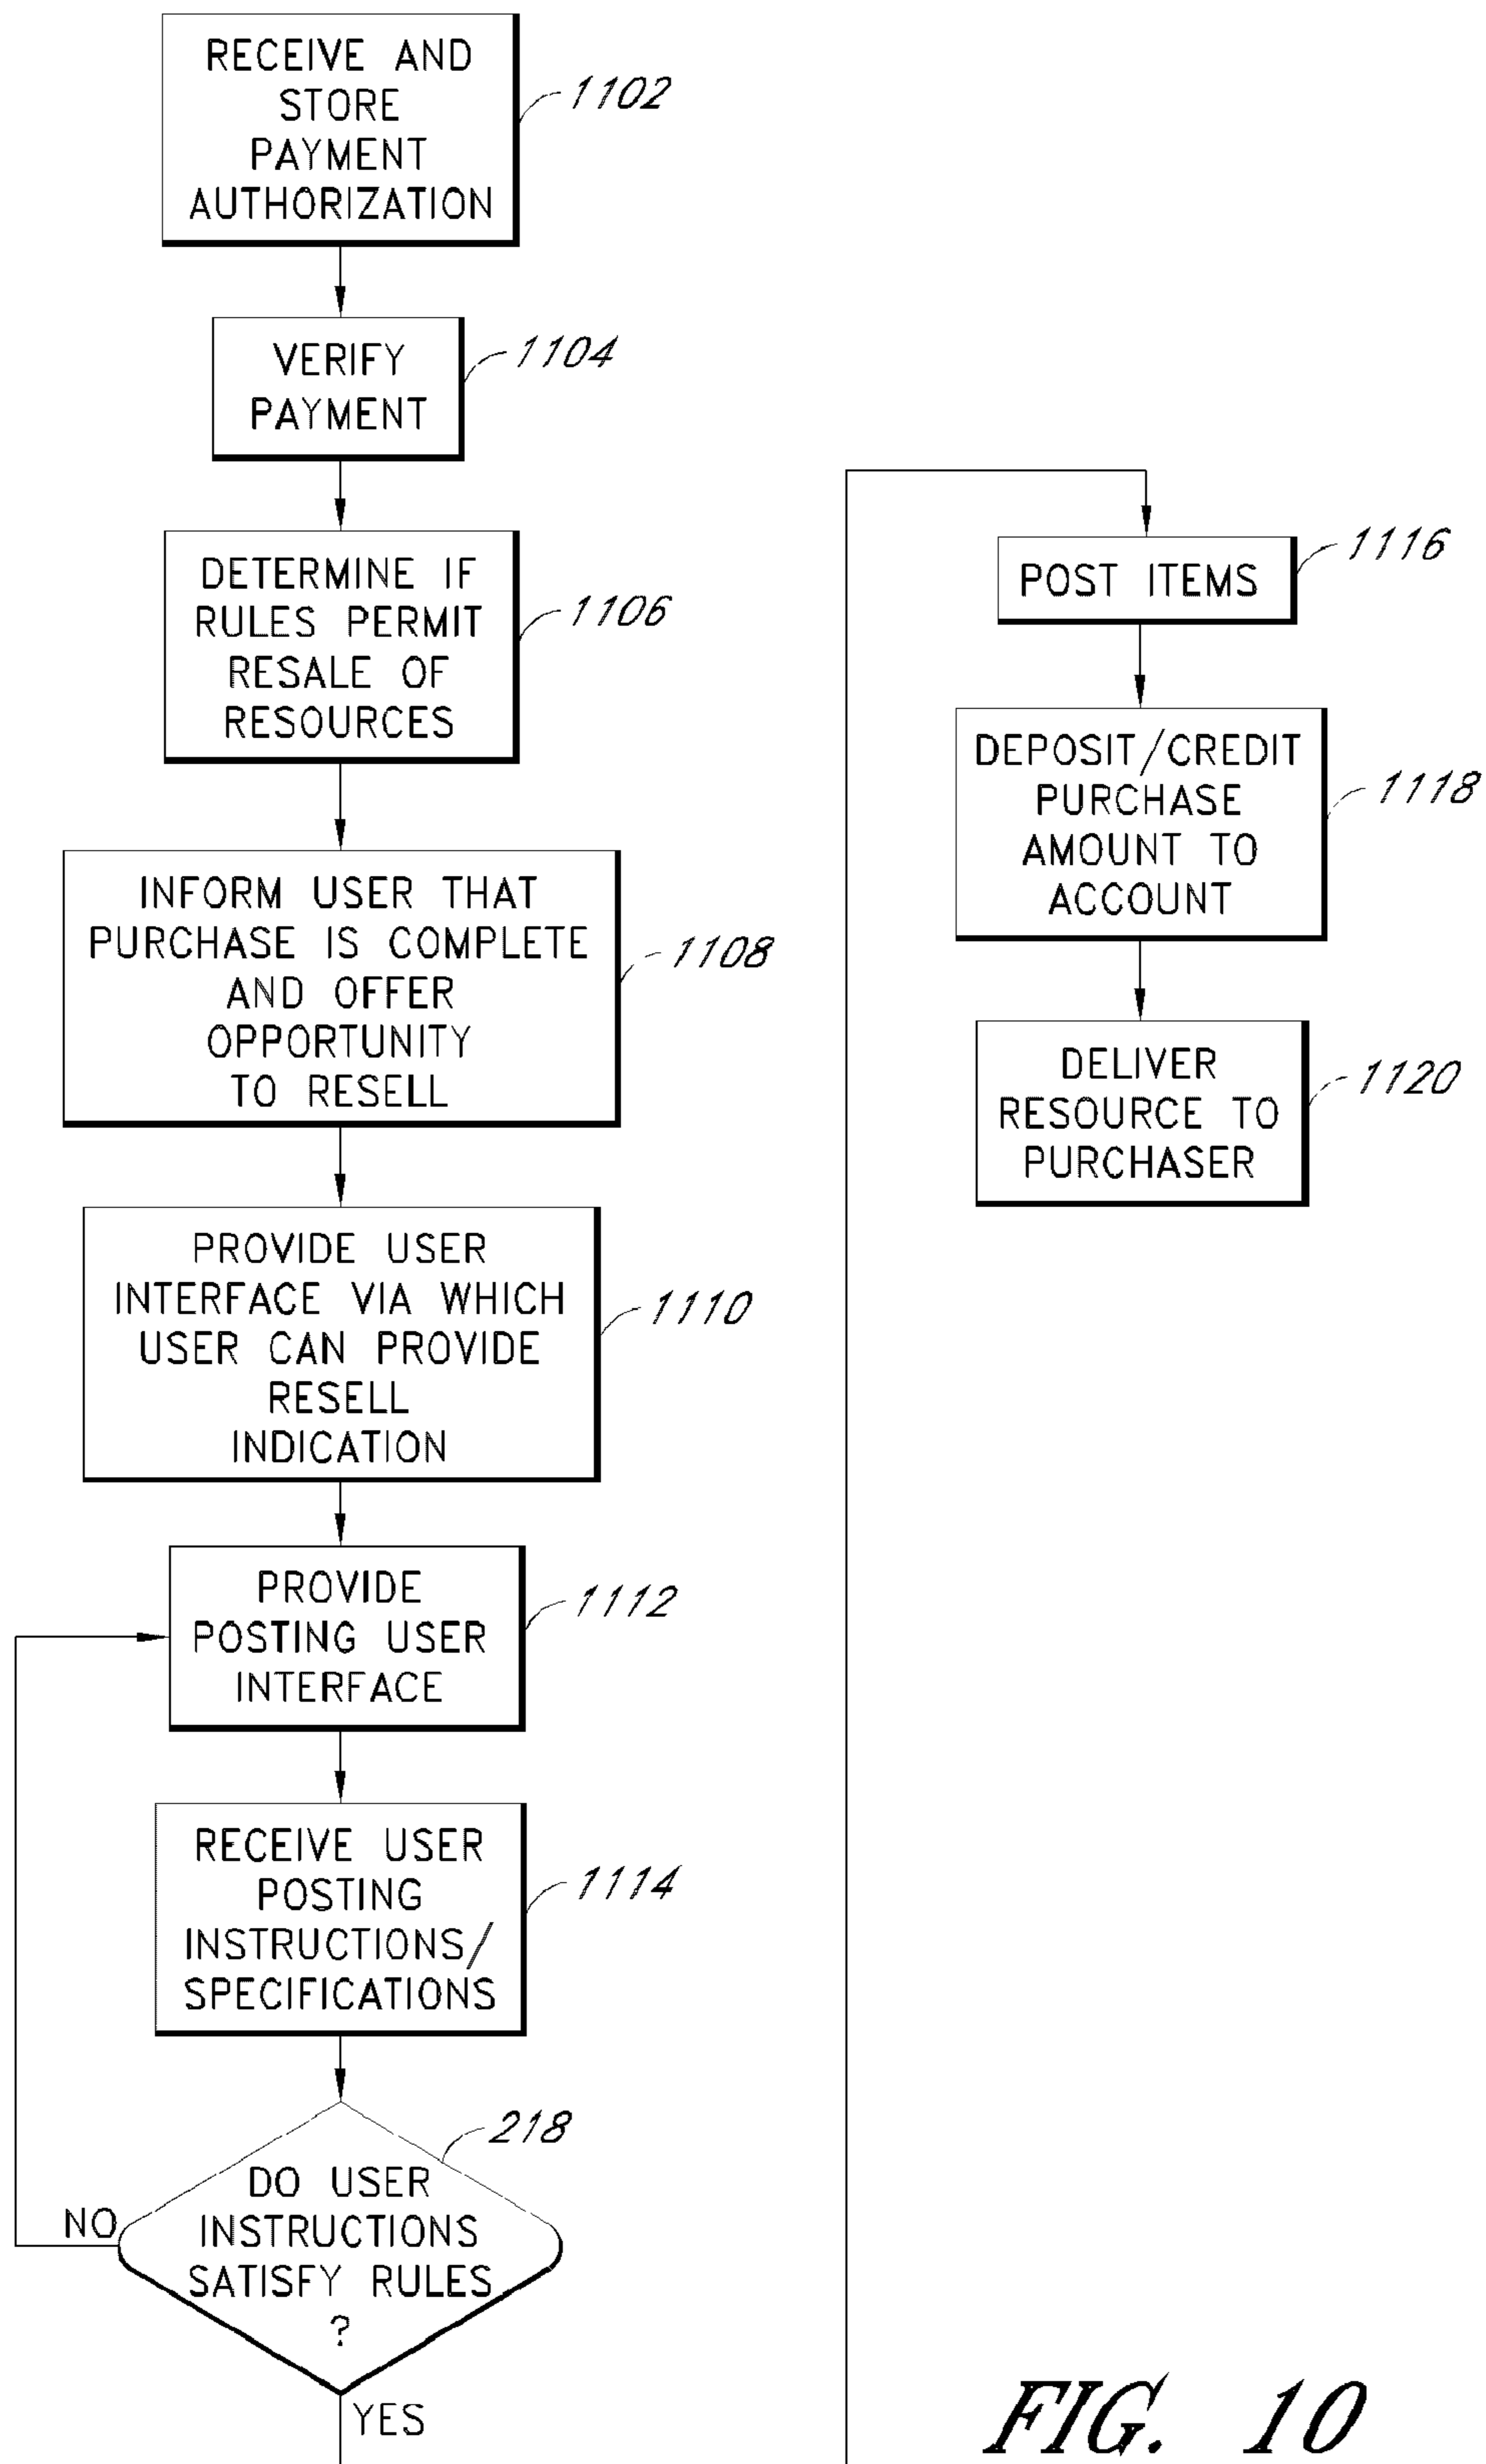 RECEIVE AND
STORE
PAYMENT
AUTHORIZATION
1102
VERIFY
PAYMENT
1104
DETERMINE IF
RULES PERMIT
RESALE OF
RESOURCES
1106
INFORM USER THAT
PURCHASE IS COMPLETE
AND OFFER
OPPORTUNITY
TO RESELL
1108
PROVIDE USER
INTERFACE VIA WHICH
USER CAN PROVIDE
RESELL
INDICATION
1110
PROVIDE
POSTING USER
INTERFACE
1112
RECEIVE USER
POSTING
INSTRUCTIONS/
SPECIFICATIONS
1114
218
DO USER
INSTRUCTIONS
SATISFY RULES
?
NO
YES
POST ITEMS
1116
DEPOSIT/CREDIT
PURCHASE
AMOUNT TO
ACCOUNT
1118
DELIVER
RESOURCE TO
PURCHASER
1120
FIG. 10